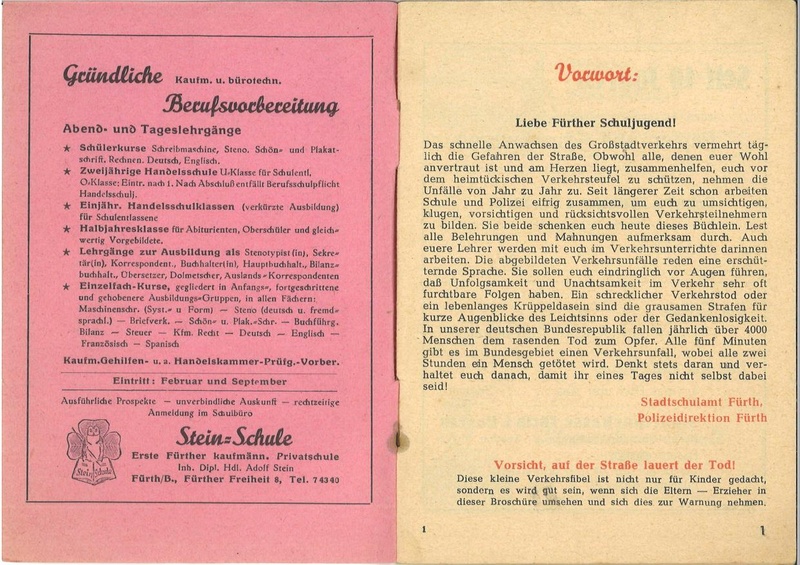 Gründliche Kaufm. u. bürotechn.
Berufsvorbereitung
Abend- und Tageslehrgänge
★ Schülerkurse Schreibmaschine, Steno, Schön- und Plakat-
schrift, Rechnen, Deutsch, Englisch.
★ Zweijährige Handelsschule U-Klasse für Schulentl.
O-Klasse: Eintr. nach 1. Nach Abschluß entfällt Berufsschulpflicht
Handelsschulj.
★ Einjähr. Handelsschulklassen (verkürzte Ausbildung)
für Schulentlassene
★ Halbjahresklasse für Abiturienten, Oberschüler und gleich-
wertig Vorgebildete.
★ Lehrgänge zur Ausbildung als Stenotypist(in), Sekre-
tär(in), Korrespondent, Buchhalter(in), Hauptbuchhalt., Bilanz-
buchhalt., Übersetzer, Dolmetscher, Auslands-Korrespondenten
★ Einzelfach-Kurse, gegliedert in Anfangs-, fortgeschrittene
und gehobene Ausbildungs-Gruppen, in allen Fächern:
Maschinenschr. (Syst.- u Form) — Steno (deutsch u. fremd-
sprachl.) — Briefverk. — Schön- u. Plak.-Schr. — Buchführg.
Bilanz — Steuer — Kfm. Recht — Deutsch — Englisch —
Französisch — Spanisch
Kaufm.Gehilfen- u. a. Handelskammer-Prüfg.-Vorber.
Eintritt: Februar und September
Ausführliche Prospekte — unverbindliche Auskunft — rechtzeitige
Anmeldung im Schulbüro
Stein-Schule
Stein=Schule
Erste Fürther kaufmänn. Privatschule
Inh. Dipl. Hdl. Adolf Stein
Fürth/B., Fürther Freiheit 8, Tel. 74340
Vorwort:
Liebe Fürther Schuljugend!
Das schnelle Anwachsen des Großstadtverkehrs vermehrt täg-
lich die Gefahren der Straße. Obwohl alle, denen euer Wohl
anvertraut ist und am Herzen liegt, zusammenhelfen, euch vor
dem heimtückischen Verkehrsteufel zu schützen, nehmen die
Unfälle von Jahr zu Jahr zu. Seit längerer Zeit schon arbeiten
Schule und Polizei eifrig zusammen, um euch zu umsichtigen,
klugen, vorsichtigen und rücksichtsvollen Verkehrsteilnehmern
zu bilden. Sie beide schenken euch heute dieses Büchlein. Lest
alle Belehrungen und Mahnungen aufmerksam durch. Auch
euere Lehrer werden mit euch im Verkehrsunterrichte darinnen
arbeiten. Die abgebildeten Verkehrsunfälle reden eine erschüt-
ternde Sprache. Sie sollen euch eindringlich vor Augen führen,
daß Unfolgsamkeit und Unachtsamkeit im Verkehr sehr oft
furchtbare Folgen haben. Ein schrecklicher Verkehrstod oder
ein lebenlanges Krüppeldasein sind die grausamen Strafen für
kurze Augenblicke des Leichtsinns oder der Gedankenlosigkeit.
In unserer deutschen Bundesrepublik fallen jährlich über 4000
Menschen dem rasenden Tod zum Opfer. Alle fünf Minuten
gibt es im Bundesgebiet einen Verkehrsunfall, wobei alle zwei
Stunden ein Mensch getötet wird. Denkt stets daran und ver-
haltet euch danach, damit ihr eines Tages nicht selbst dabei
seid!
Stadtschulamt Fürth,
Polizeidirektion Fürth
Vorsicht, auf der Straße lauert der Tod!
Diese kleine Verkehrsfibel ist nicht nur für Kinder gedacht,
sondern es wird gut sein, wenn sich die Eltern — Erzieher in
dieser Broschüre umsehen und sich dies zur Warnung nehmen.
1 1